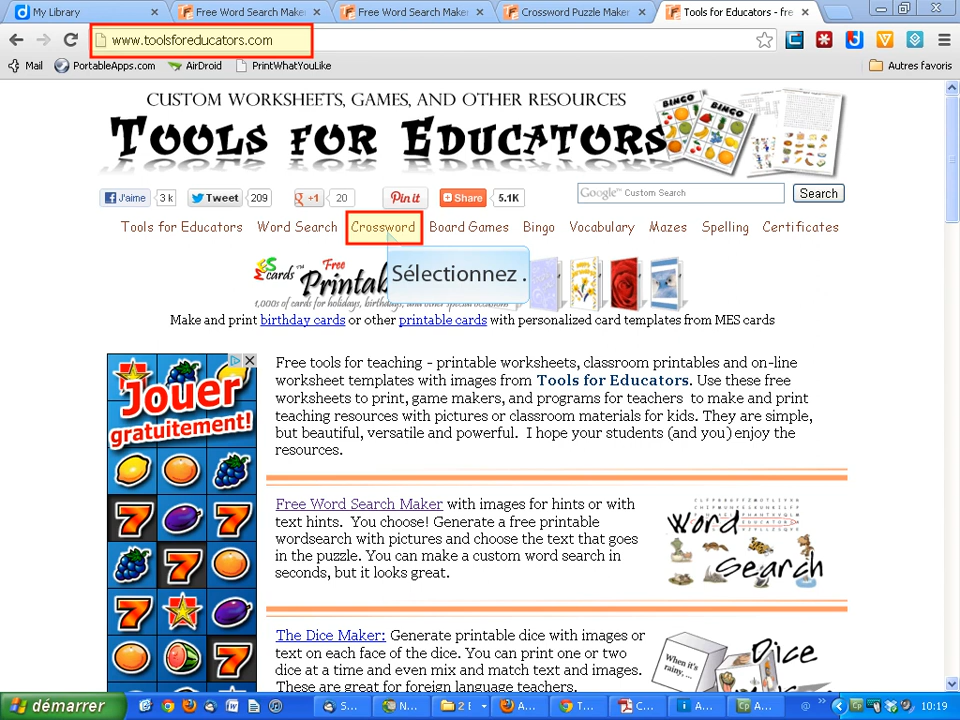 My Library
Free Word Search Make
Free Word Search Maker
Crossword Puzzle Maker
Tools for Educators - fre
www.toolsforeducators.com
Mail
PortableApps.com
AirDroid
PrintWhatYouLike
Autres favoris
CUSTOM WORKSHEETS, GAMES, AND OTHER RESOURCES
TOOLS FOR EDUCATORS
BINGO
BINGO
J'aime 3 k
Tweet 209
+1 20
Pin it
Share 5.1K
Google™ Custom Search
Search
Tools for Educators Word Search Crossword Board Games Bingo Vocabulary Mazes Spelling Certificates
Sélectionnez .
cards™ Free Printab
1,000s of cards for holidays, birthdays,
Make and print birthday cards or other printable cards with personalized card templates from MES cards
Jouer
gratuitement!
Free tools for teaching - printable worksheets, classroom printables and on-line
worksheet templates with images from Tools for Educators. Use these free
worksheets to print, game makers, and programs for teachers to make and print
teaching resources with pictures or classroom materials for kids. They are simple,
but beautiful, versatile and powerful. I hope your students (and you) enjoy the
resources.
Free Word Search Maker with images for hints or with
text hints. You choose! Generate a free printable
wordsearch with pictures and choose the text that goes
in the puzzle. You can make a custom word search in
seconds, but it looks great.
Word
Search
The Dice Maker: Generate printable dice with images or
text on each face of the dice. You can print one or two
dice at a time and even mix and match text and images.
These are great for foreign language teachers,
When it's
rainy, ...
Dice
démarrer
S...
N...
2 E
A...
T...
C...
A...
A...
10:19